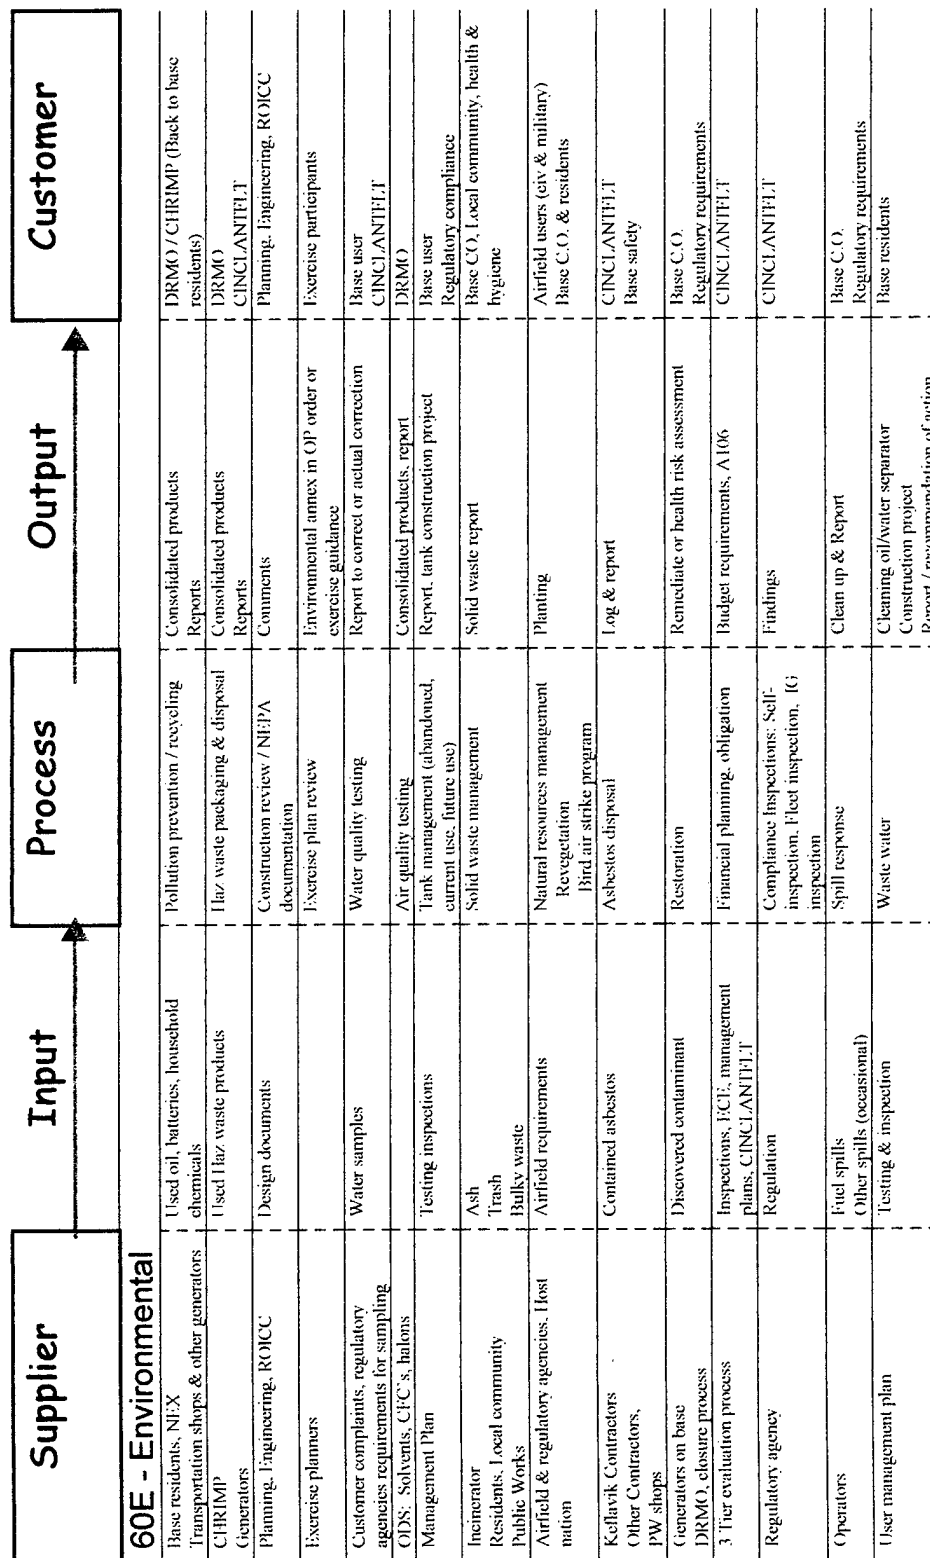 Supplier
Input
Process
Output
Customer
60E - Environmental
Base residents, NEX
Transportation shops & other generators
Used oil, batteries, household
chemicals
Pollution prevention / recycling
Consolidated products
Reports
DRMO / CHRIMP (Back to base
residents)
CHRIMP
Generators
Used Haz waste products
Haz waste packaging & disposal
Consolidated products
Reports
DRMO
CINCLANTFLT
Planning, Engineering, ROICC
Design documents
Construction review / NEPA
documentation
Comments
Planning, Engineering, ROICC
Exercise planners
Exercise plan review
Environmental annex in OP order or
exercise guidance
Exercise participants
Customer complaints, regulatory
agencies requirements for sampling
Water samples
Water quality testing
Report to correct or actual correction
Base user
CINCLANTFLT
ODS: Solvents, CFC's, halons
Air quality testing
Consolidated products, report
DRMO
Management Plan
Testing inspections
Tank management (abandoned,
current use, future use)
Report, tank construction project
Base user
Regulatory compliance
Incinerator
Residents, Local community
Public Works
Ash
Trash
Bulky waste
Solid waste management
Solid waste report
Base CO, Local community, health &
hygiene
Airfield & regulatory agencies, Host
nation
Airfield requirements
Natural resources management
Revegetation
Bird air strike program
Planting
Airfield users (civ & military)
Base C.O. & residents
Keflavik Contractors
Other Contractors,
PW shops
Contained asbestos
Asbestos disposal
Log & report
CINCLANTFLT
Base safety
Generators on base
DRMO, closure process
Discovered contaminant
Restoration
Remediate or health risk assessment
Base C.O.
Regulatory requirements
3 Tier evaluation process
Inspections, ECE, management
plans, CINCLANTFLT
Financial planning, obligation
Budget requirements, A106
CINCLANTFLT
Regulatory agency
Regulation
Compliance Inspections: Self-
inspection, Fleet inspection, IG
inspection
Findings
CINCLANTFLT
Operators
Fuel spills
Other spills (occasional)
Spill response
Clean up & Report
Base C.O.
Regulatory requirements
User management plan
Testing & inspection
Waste water
Cleaning oil/water separator
Construction project
Report / recommendation of action
Base residents